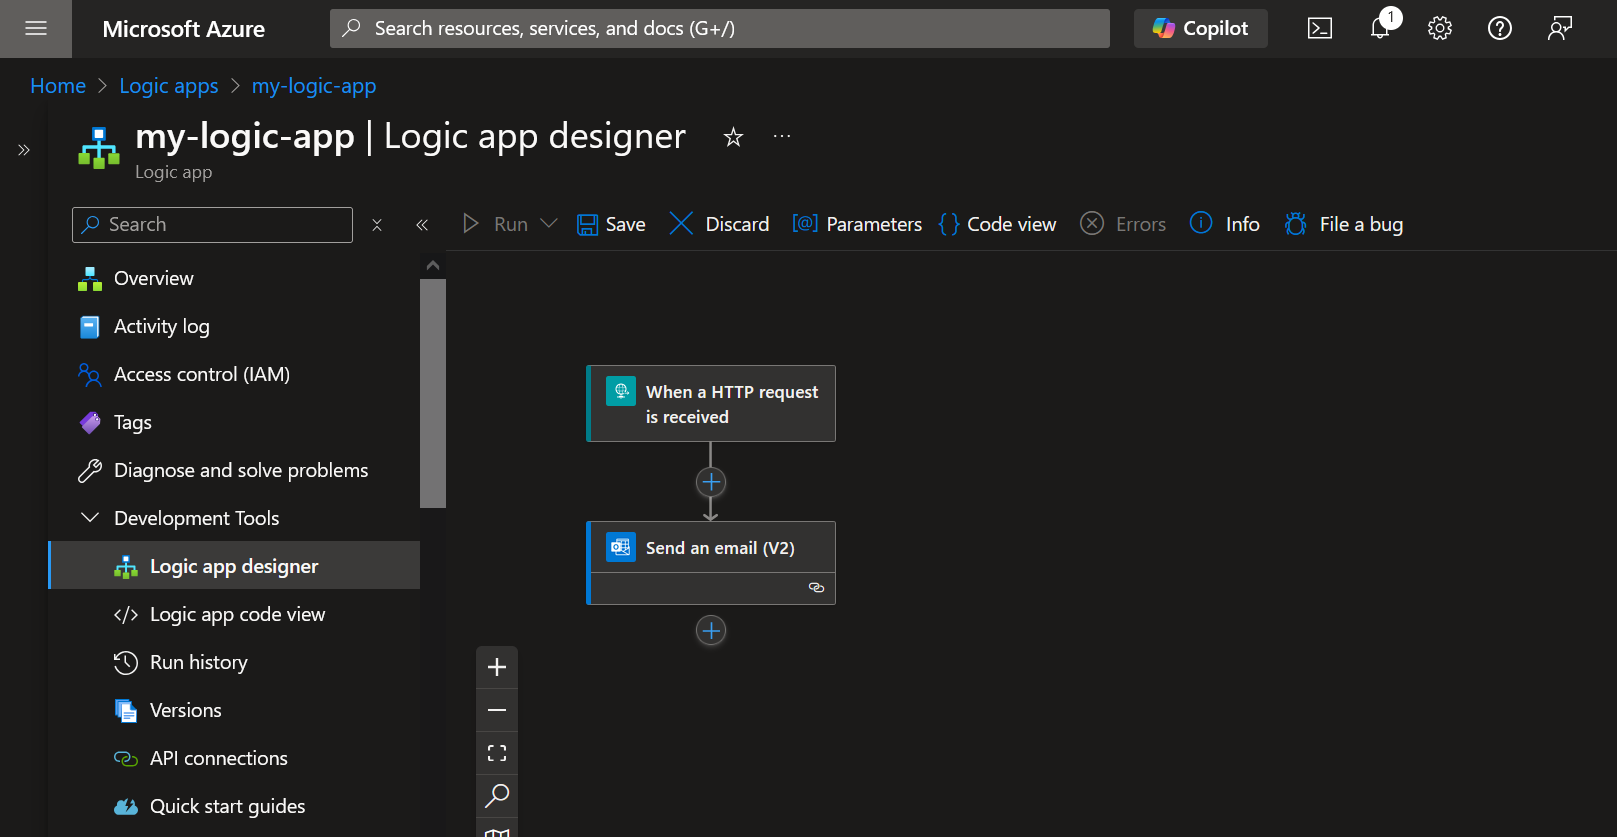 Microsoft Azure
Search resources, services, and docs (G+/)
Copilot
1
Home > Logic apps > my-logic-app
my-logic-app | Logic app designer
Logic app
Search
Run
Save
Discard
Parameters
Code view
Errors
Info
File a bug
Overview
Activity log
Access control (IAM)
Tags
Diagnose and solve problems
Development Tools
Logic app designer
Logic app code view
Run history
Versions
API connections
Quick start guides
When a HTTP request
is received
Send an email (V2)